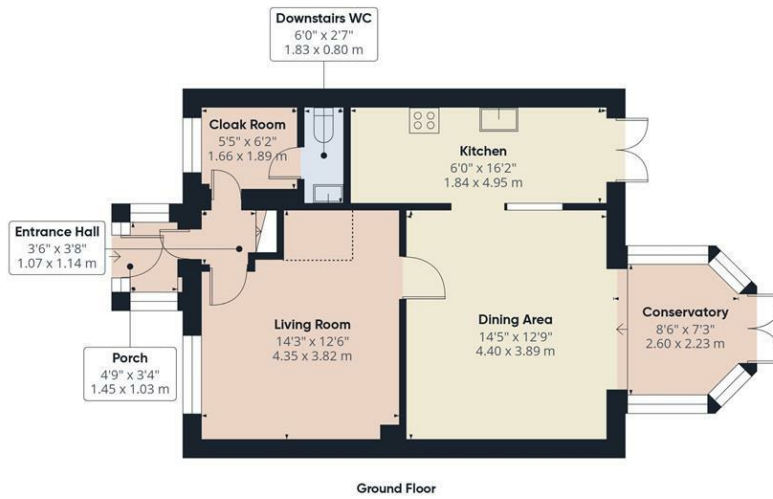 Downstairs WC
6'0" x 2'7"
1.83 x 0.80 m
Cloak Room
5'5" x 6'2"
1.66 x 1.89 m
Kitchen
6'0" x 16'2"
1.84 x 4.95 m
Entrance Hall
3'6" x 3'8"
1.07 x 1.14 m
Porch
4'9" x 3'4"
1.45 x 1.03 m
Living Room
14'3" x 12'6"
4.35 x 3.82 m
Dining Area
14'5" x 12'9"
4.40 x 3.89 m
Conservatory
8'6" x 7'3"
2.60 x 2.23 m
Ground Floor